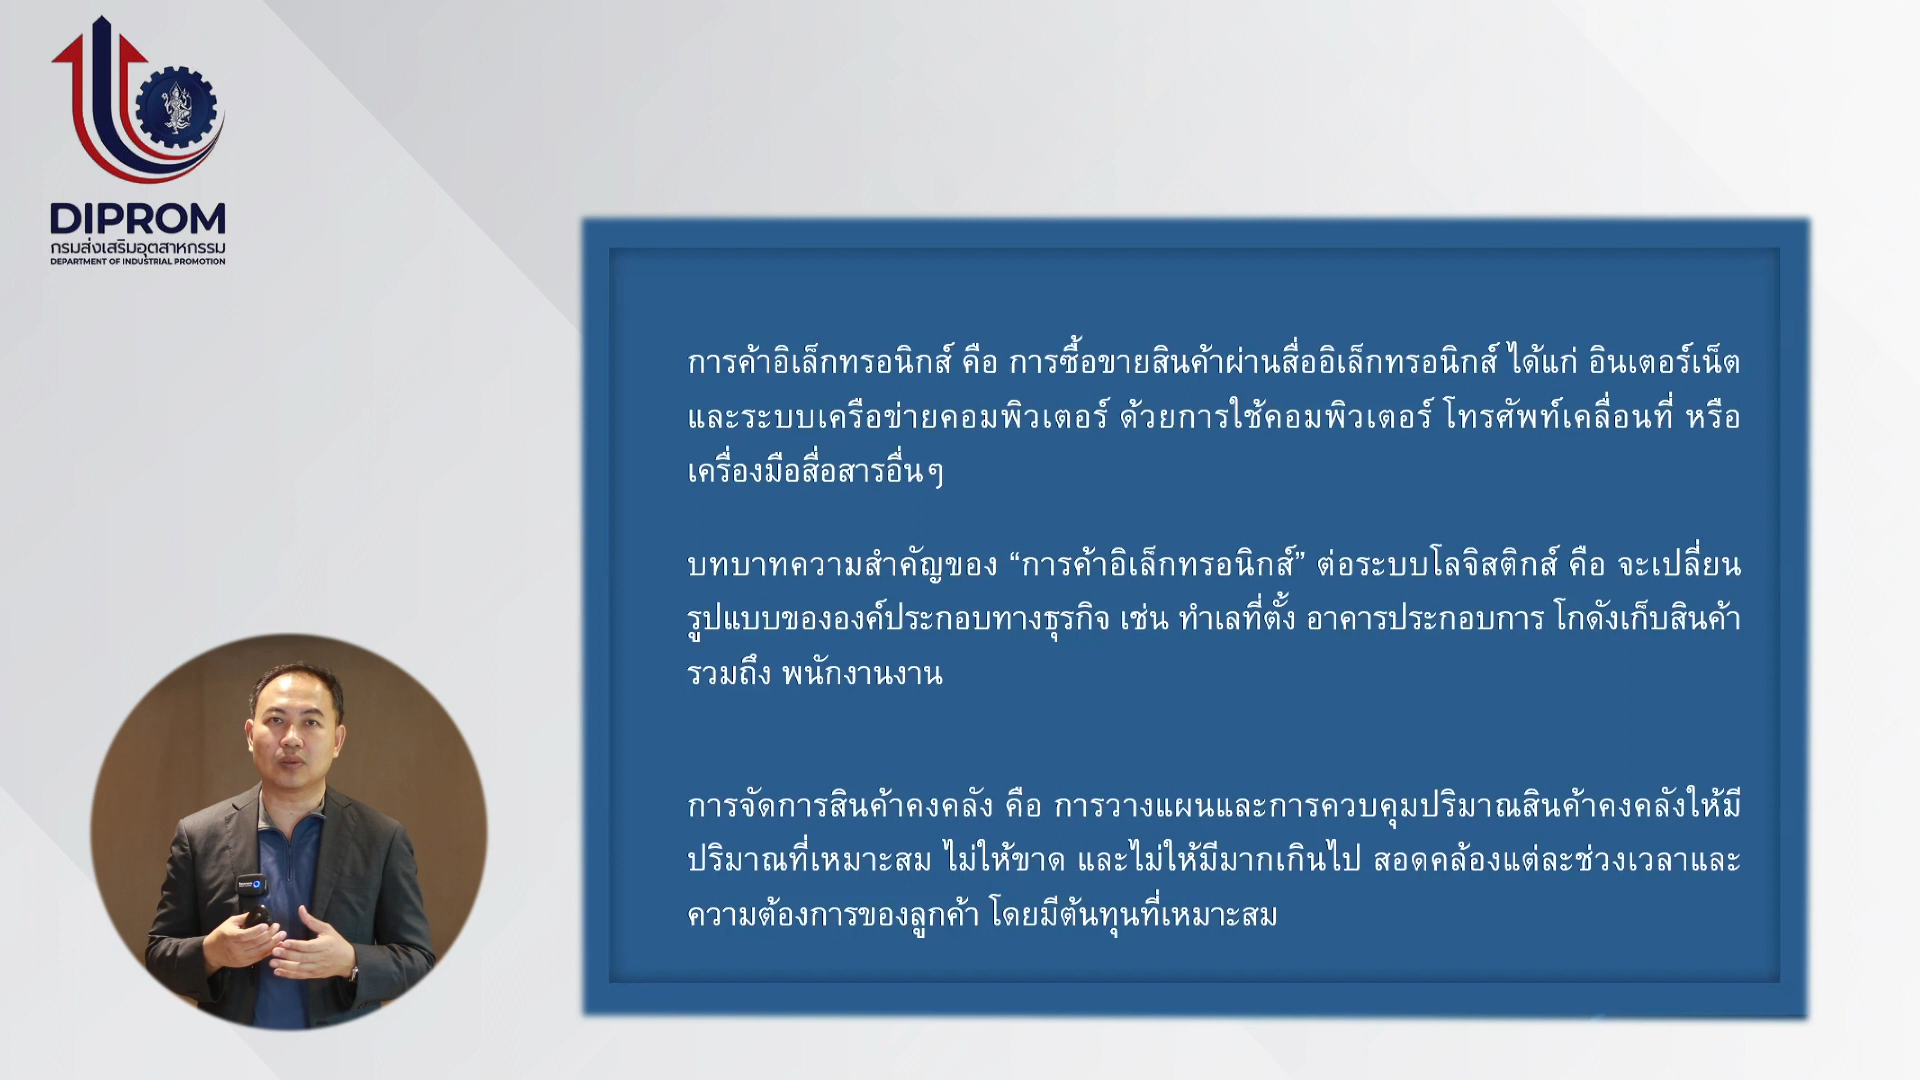 DIPROM
กรมส่งเสริมอุตสาหกรรม
DEPARTMENT OF INDUSTRIAL PROMOTION
การค้าอิเล็กทรอนิกส์ คือ การซื้อขายสินค้าผ่านสื่ออิเล็กทรอนิกส์ ได้แก่ อินเตอร์เน็ต
และระบบเครือข่ายคอมพิวเตอร์ ด้วยการใช้คอมพิวเตอร์ โทรศัพท์เคลื่อนที่ หรือ
เครื่องมือสื่อสารอื่นๆ
บทบาทความสำคัญของ “การค้าอิเล็กทรอนิกส์” ต่อระบบโลจิสติกส์ คือ จะเปลี่ยน
รูปแบบขององค์ประกอบทางธุรกิจ เช่น ทำเลที่ตั้ง อาคารประกอบการ โกดังเก็บสินค้า
รวมถึง พนักงานงาน
การจัดการสินค้าคงคลัง คือ การวางแผนและการควบคุมปริมาณสินค้าคงคลังให้มี
ปริมาณที่เหมาะสม ไม่ให้ขาด และไม่ให้มีมากเกินไป สอดคล้องแต่ละช่วงเวลาและ
ความต้องการของลูกค้า โดยมีต้นทุนที่เหมาะสม